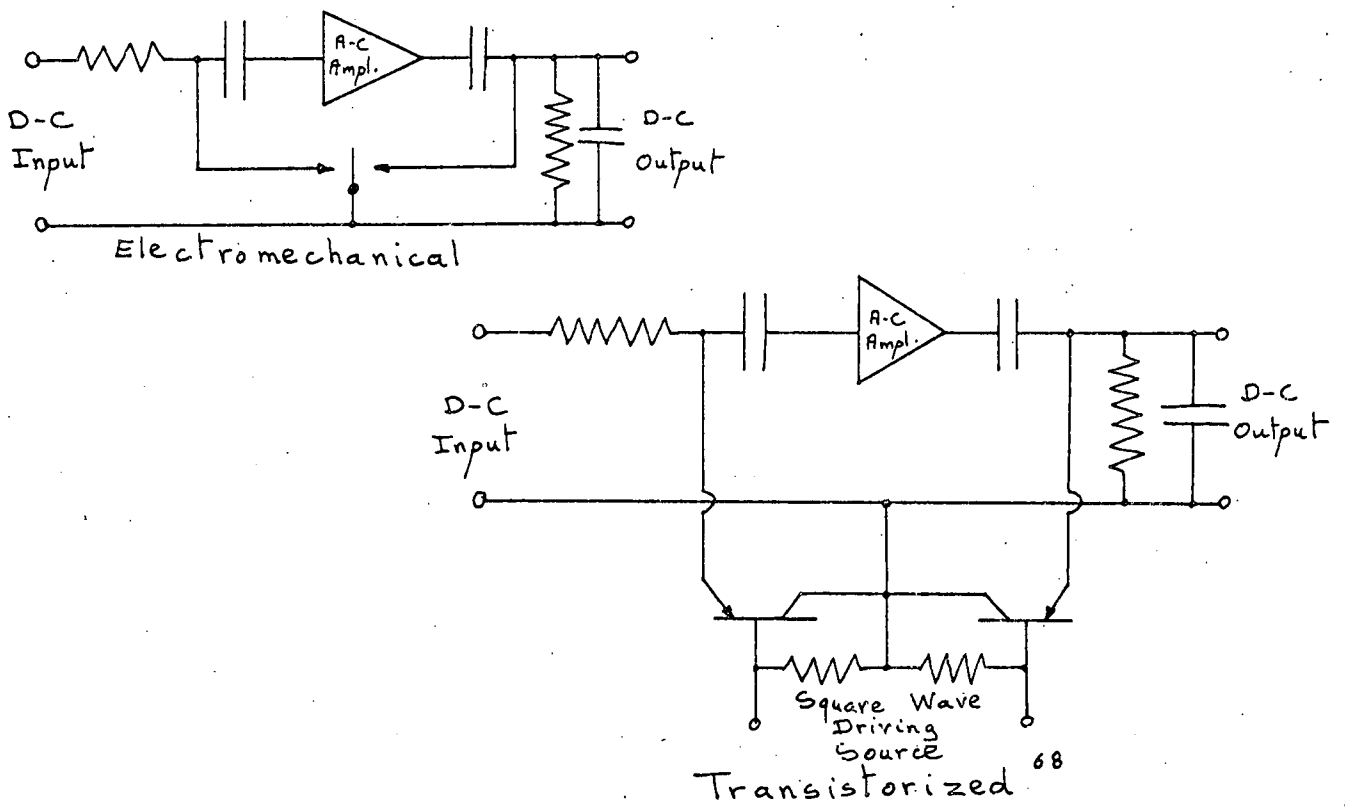 A-C
Ampl.
D-C
Input
D-C
Output
Electromechanical
A-C
Ampl.
D-C
Input
D-C
Output
Square Wave
Driving
Source
Transistorized 68